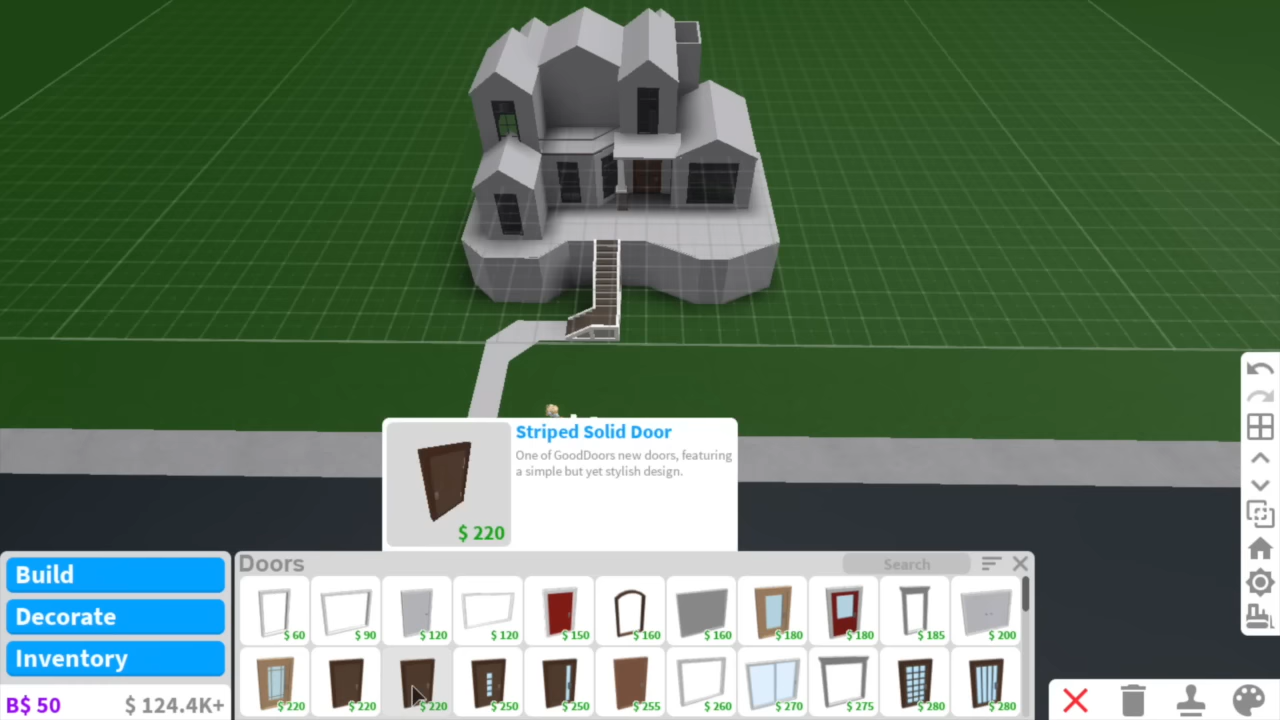 Striped Solid Door
One of GoodDoors new doors, featuring
a simple but yet stylish design.
$ 220
Build
Decorate
Inventory
B$ 50
$ 124.4K+
Doors
Search
$ 60
$ 90
$ 120
$ 120
$ 150
$ 160
$ 160
$ 180
$ 180
$ 185
$ 200
$ 220
$ 220
$ 220
$ 250
$ 250
$ 255
$ 260
$ 270
$ 275
$ 280
$ 280